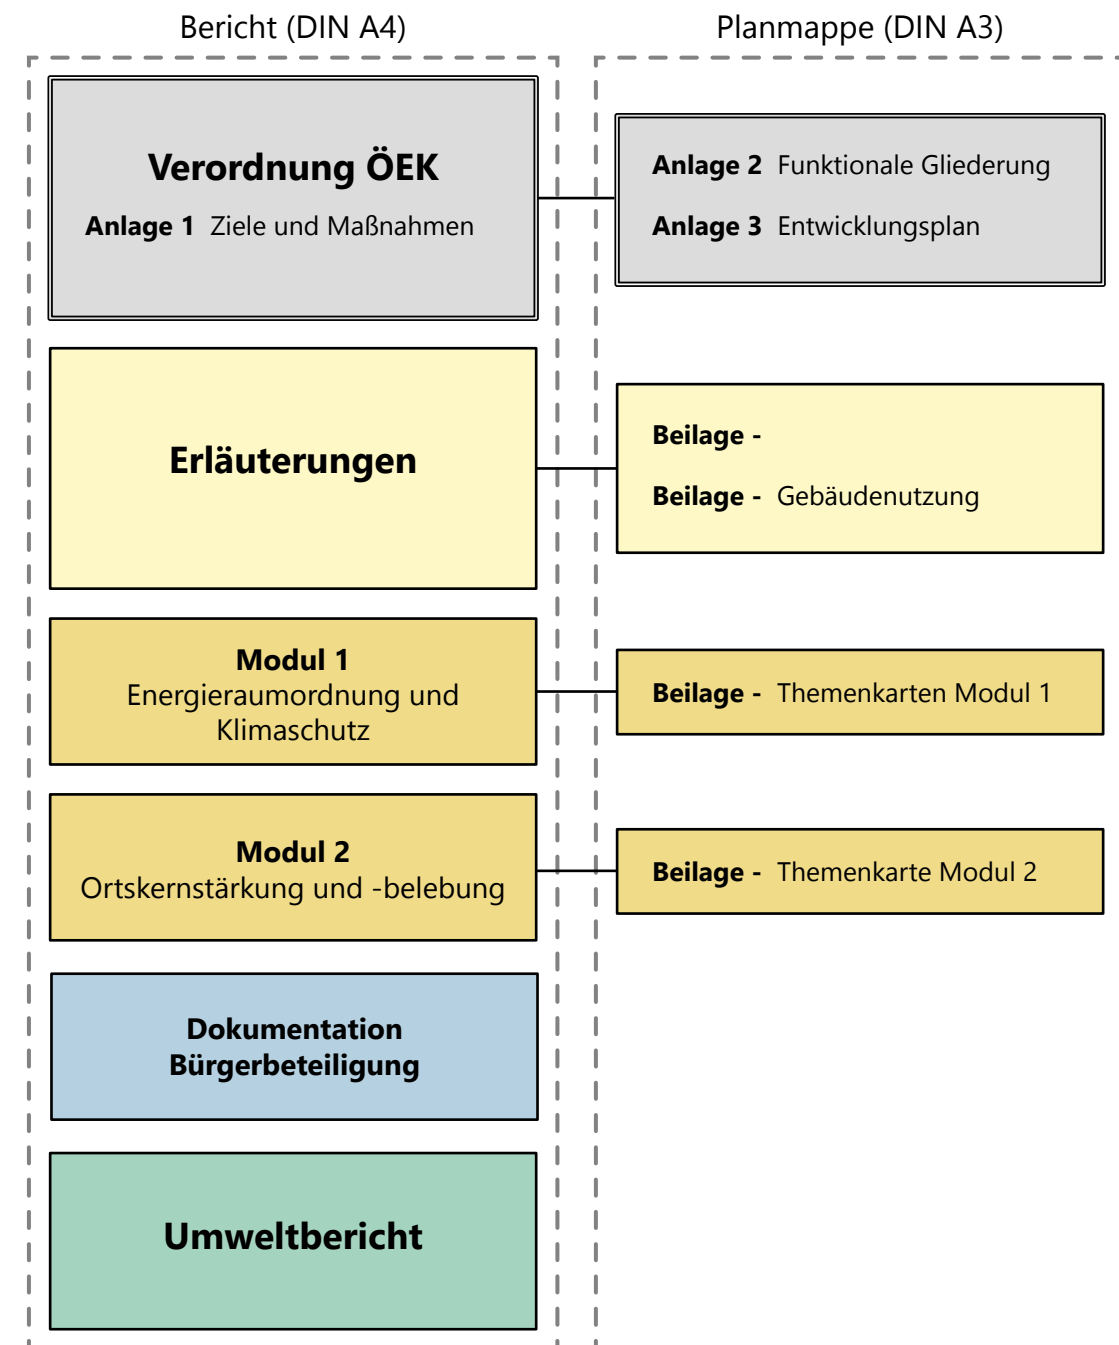 Bericht (DIN A4)
Planmappe (DIN A3)
Verordnung ÖEK
Anlage 1 Ziele und Maßnahmen
Anlage 2 Funktionale Gliederung
Anlage 3 Entwicklungsplan
Erläuterungen
Beilage -
Beilage - Gebäudenutzung
Modul 1
Energieraumordnung und
Klimaschutz
Beilage - Themenkarten Modul 1
Modul 2
Ortskernstärkung und -belebung
Beilage - Themenkarte Modul 2
Dokumentation
Bürgerbeteiligung
Umweltbericht